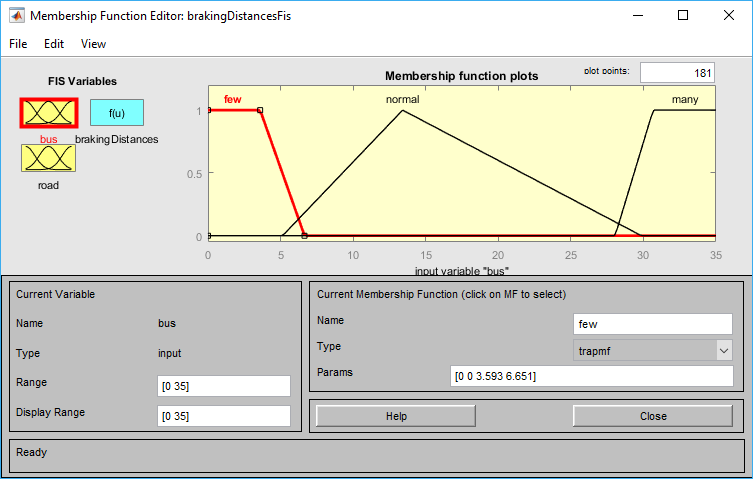 Membership Function Editor: brakingDistancesFis
File Edit View
FIS Variables
f(u)
bus
brakingDistances
road
Membership function plots
plot points:
181
few
normal
many
1
0.5
0
0 5 10 15 20 25 30 35
input variable "bus"
Current Variable
Name bus
Type input
Range [0 35]
Display Range [0 35]
Current Membership Function (click on MF to select)
Name few
Type trapmf
Params [0 0 3.593 6.651]
Help Close
Ready